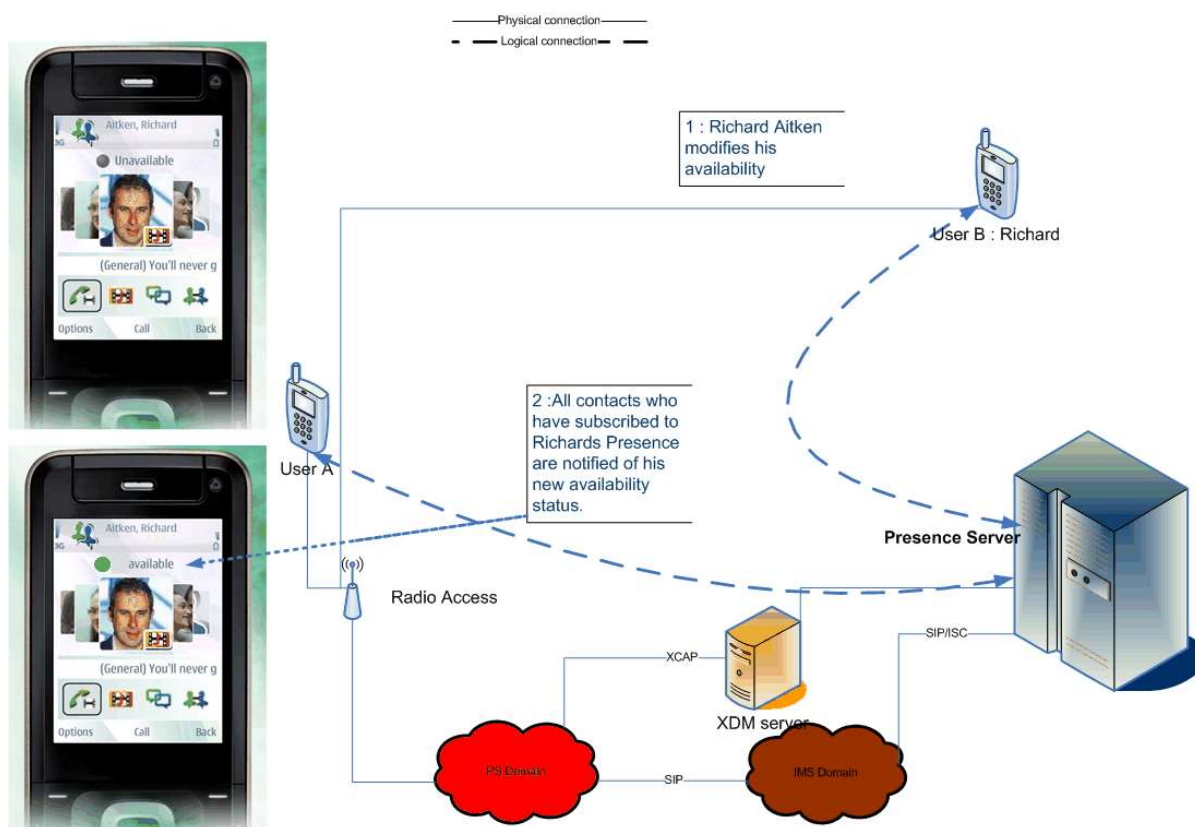 Physical connection
Logical connection
Aitken, Richard
3G
Unavailable
(General) You'll never g
Options Call Back
1 : Richard Aitken
modifies his
availability
User B : Richard
User A
2 :All contacts who
have subscribed to
Richards Presence
are notified of his
new availability
status.
Aitken, Richard
3G
available
(General) You'll never g
Options Call Back
Radio Access
Presence Server
SIP/ISC
XCAP
XDM server
PS Domain
SIP
IMS Domain